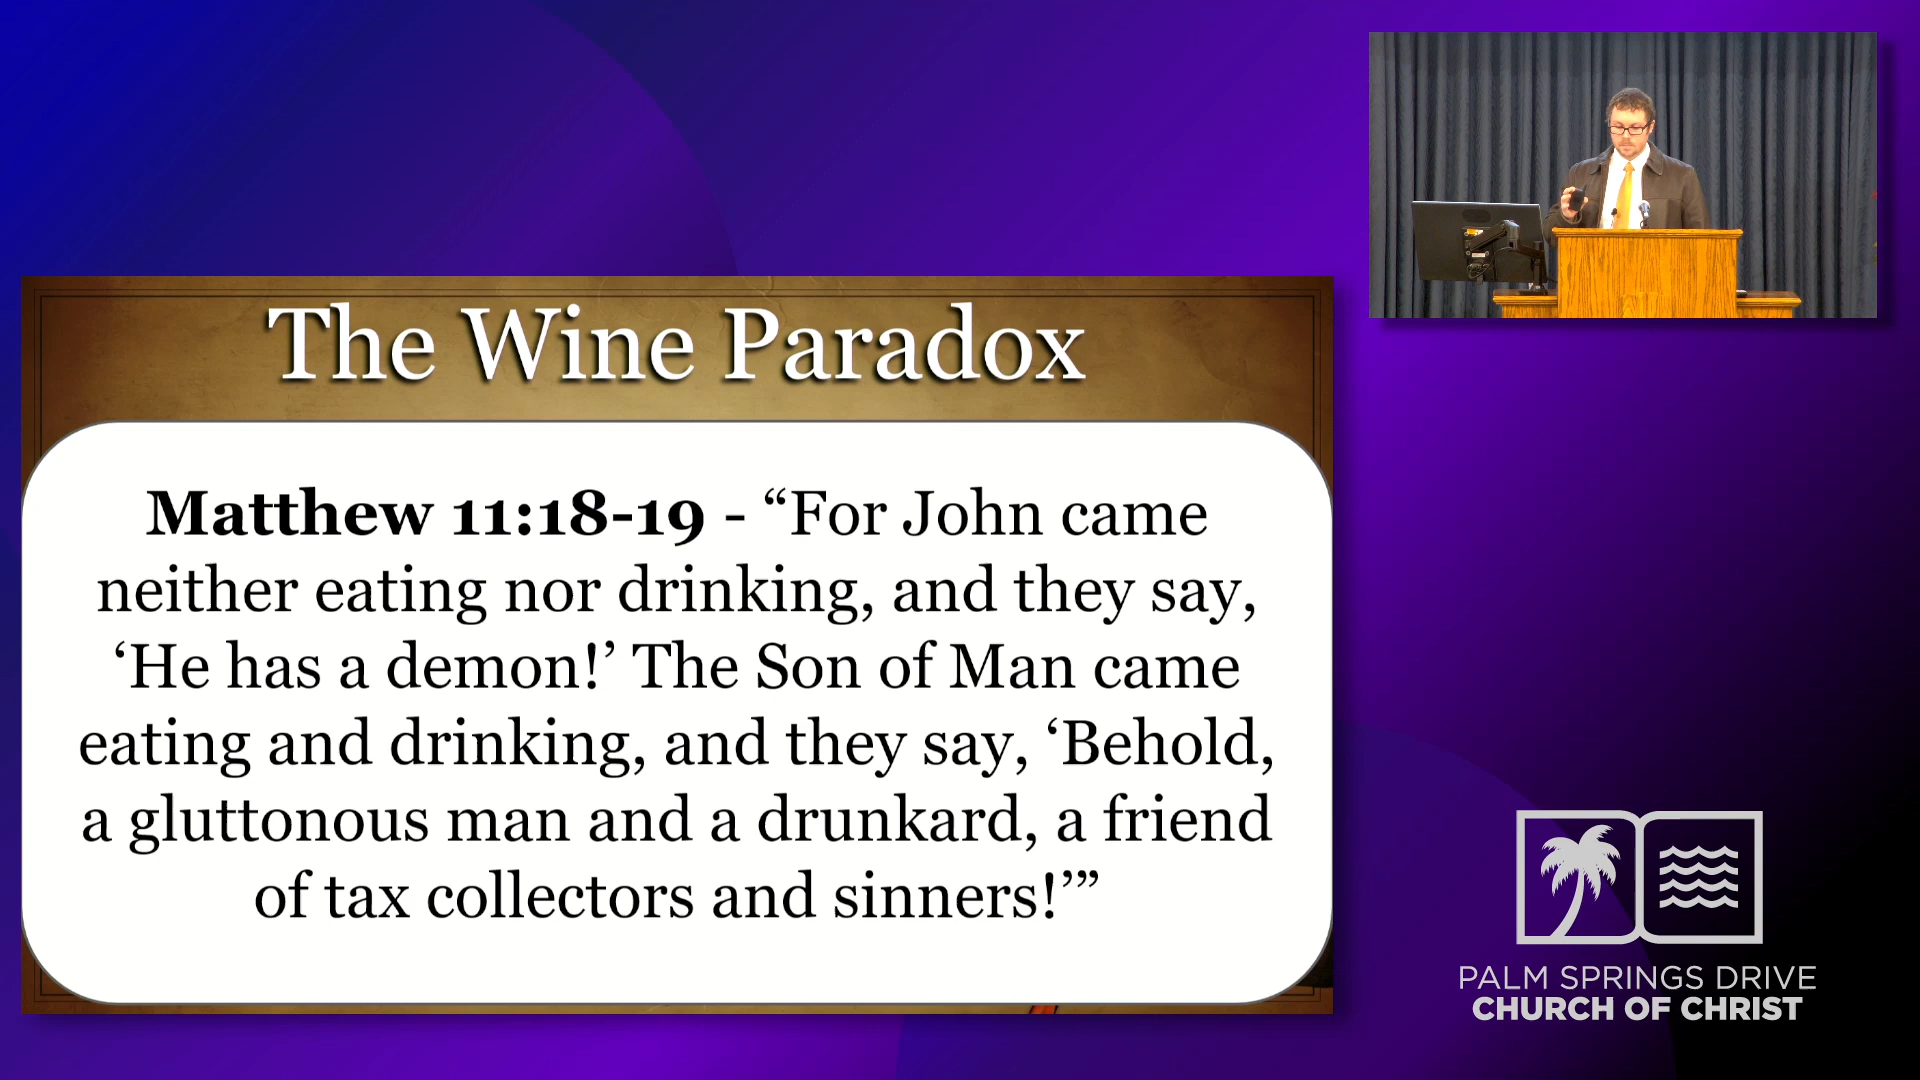 The Wine Paradox
Matthew 11:18-19 - “For John came
neither eating nor drinking, and they say,
‘He has a demon!’ The Son of Man came
eating and drinking, and they say, ‘Behold,
a gluttonous man and a drunkard, a friend
of tax collectors and sinners!’”
PALM SPRINGS DRIVE
CHURCH OF CHRIST